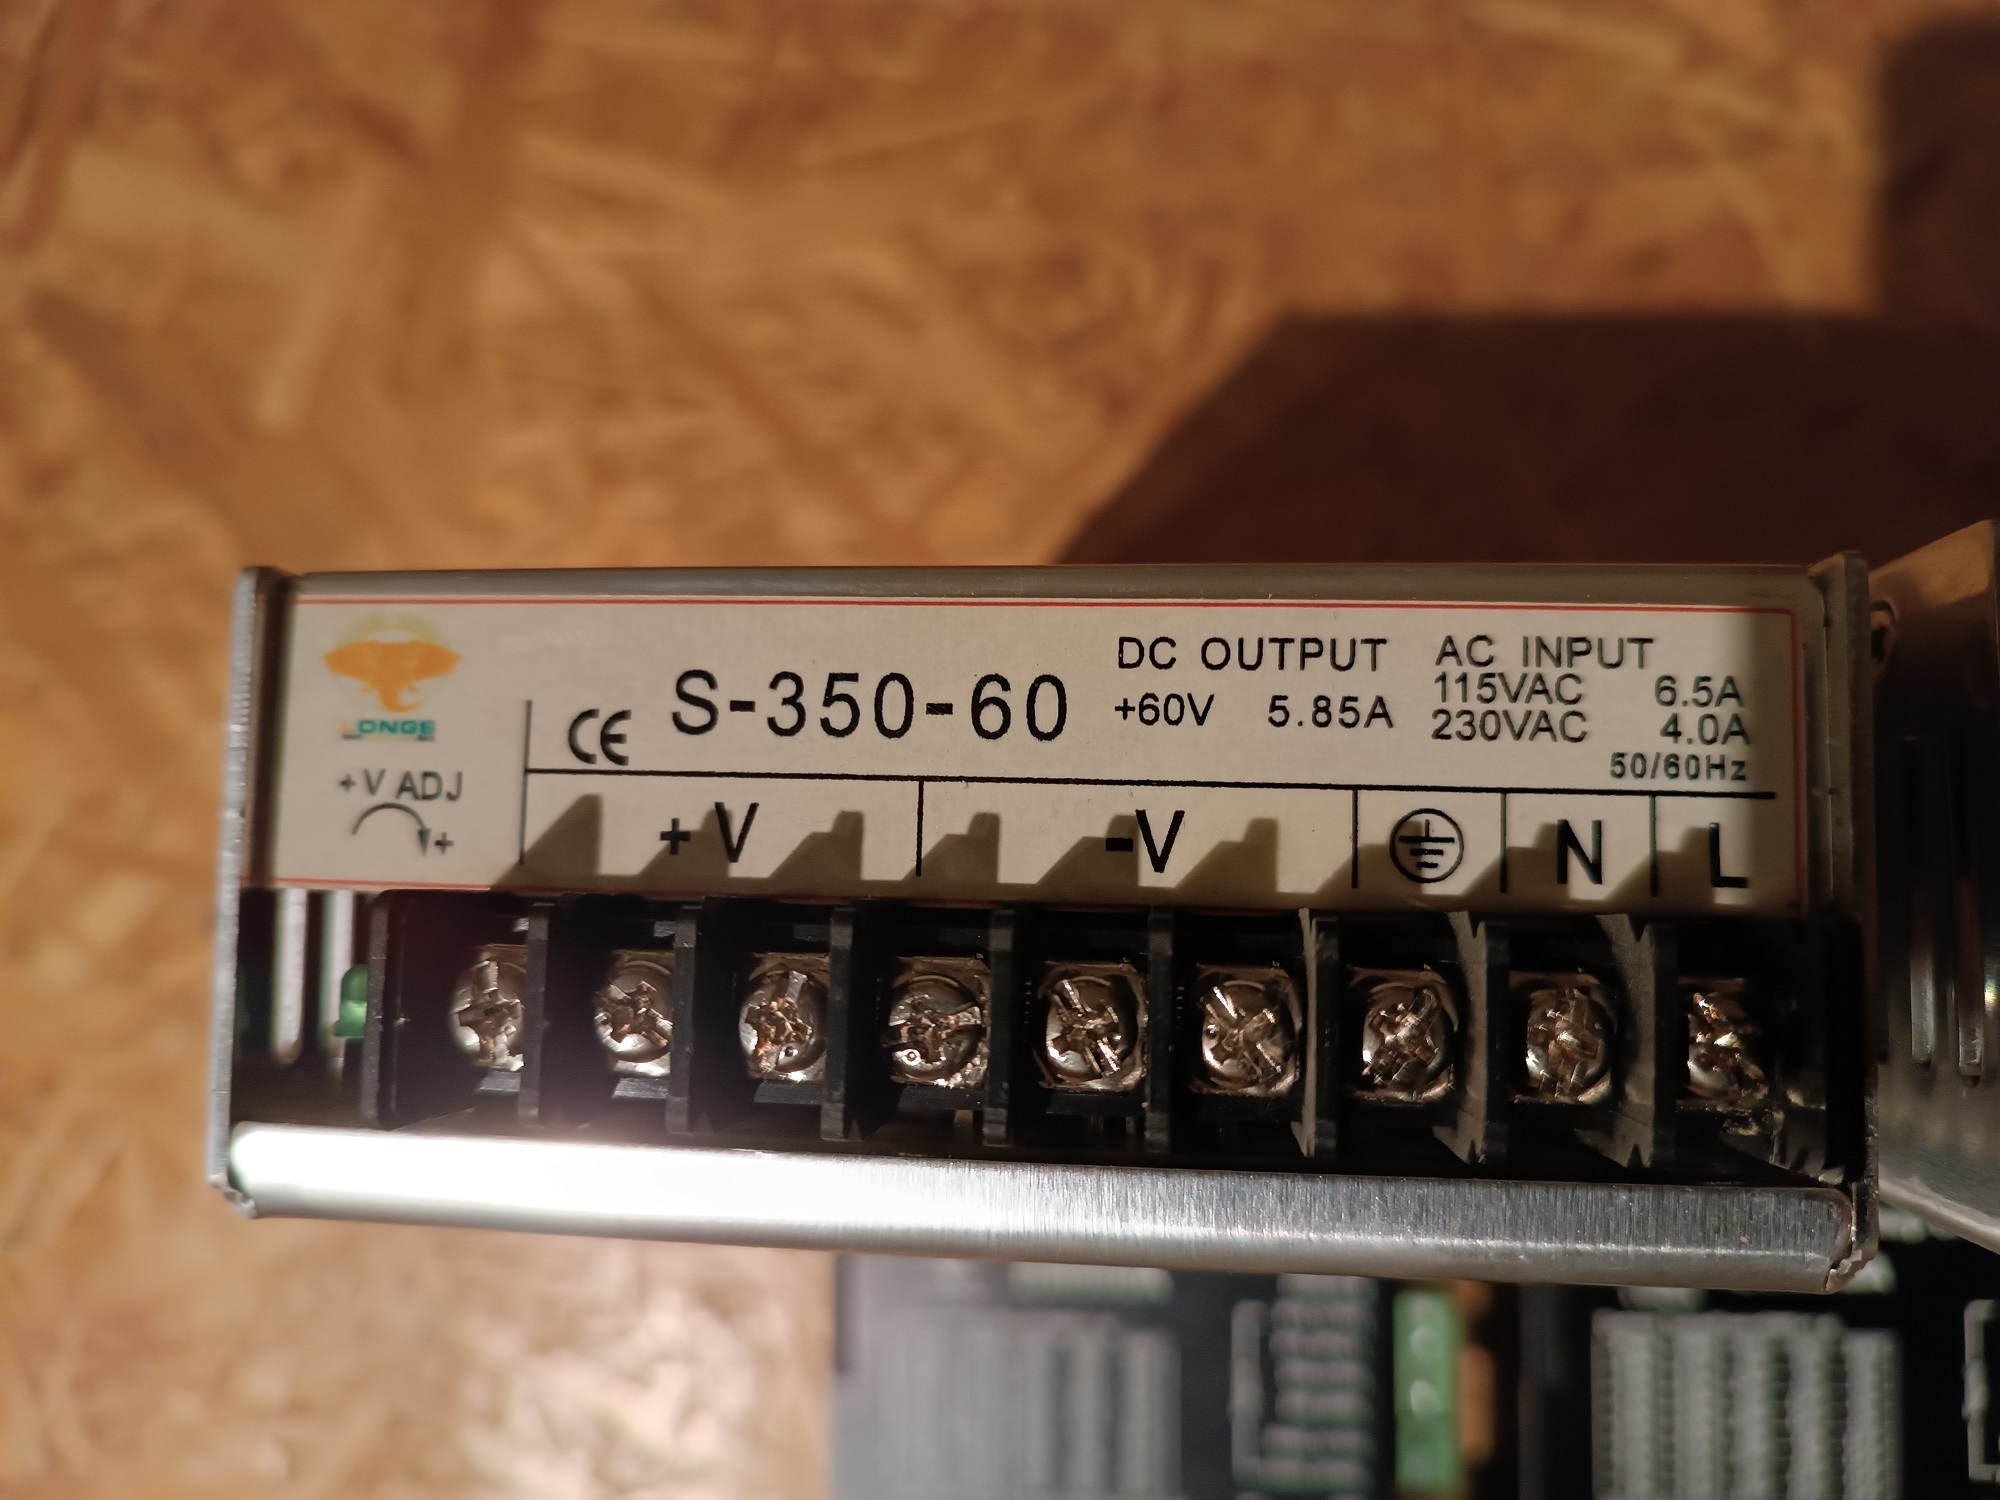 LONGE
+V ADJ
+
CE
S-350-60
DC OUTPUT
+60V 5.85A
AC INPUT
115VAC 6.5A
230VAC 4.0A
50/60Hz
+V
-V
N
L